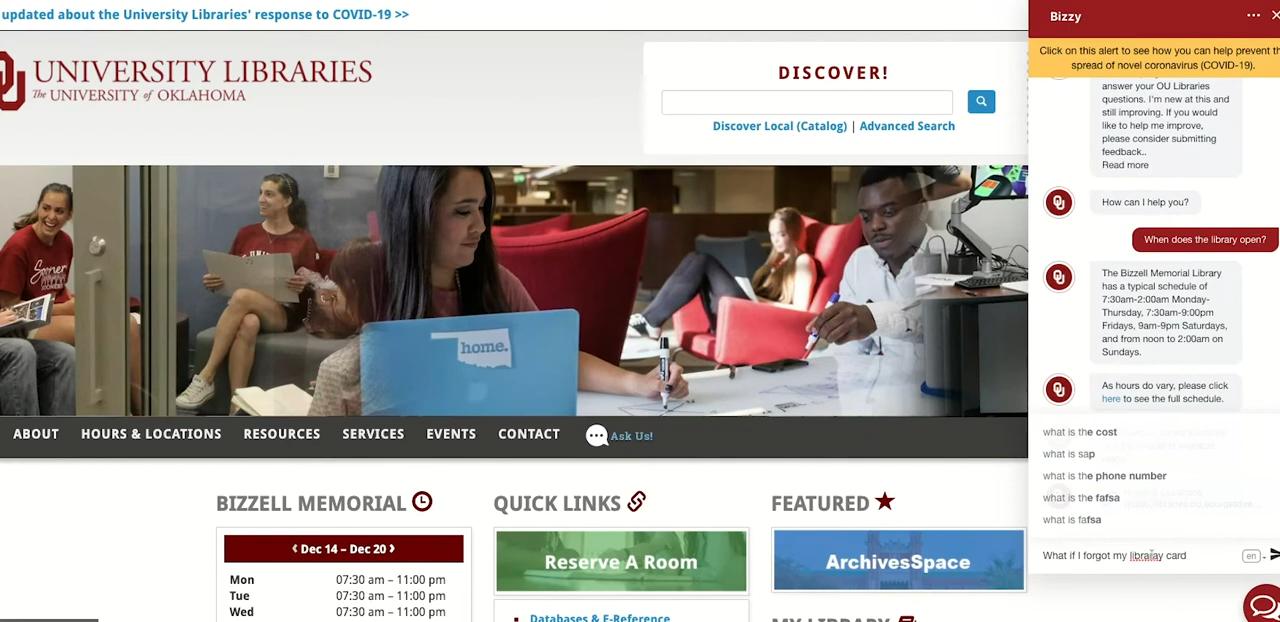 updated about the University Libraries' response to COVID-19 >>
UNIVERSITY LIBRARIES
The UNIVERSITY of OKLAHOMA
DISCOVER!
Discover Local (Catalog) | Advanced Search
home.
Sooner
ABOUT HOURS & LOCATIONS RESOURCES SERVICES EVENTS CONTACT Ask Us!
BIZZELL MEMORIAL
‹ Dec 14 – Dec 20 ›
Mon 07:30 am – 11:00 pm
Tue 07:30 am – 11:00 pm
Wed 07:30 am – 11:00 pm
QUICK LINKS
Reserve A Room
Databases & E-Reference
FEATURED
ArchivesSpace
MY LIBRARY
Bizzy
Click on this alert to see how you can help prevent th
spread of novel coronavirus (COVID-19).
answer your OU Libraries
questions. I'm new at this and
still improving. If you would
like to help me improve,
please consider submitting
feedback..
Read more
How can I help you?
When does the library open?
The Bizzell Memorial Library
has a typical schedule of
7:30am-2:00am Monday-
Thursday, 7:30am-9:00pm
Fridays, 9am-9pm Saturdays,
and from noon to 2:00am on
Sundays.
As hours do vary, please click
here to see the full schedule.
what is the cost
what is sap
what is the phone number
what is the fafsa
what is fafsa
What if I forgot my libraray card
en